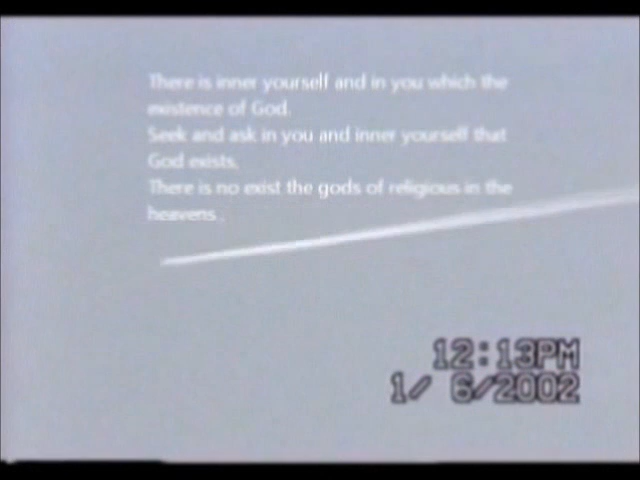 There is inner yourself and in you which the
existence of God.
Seek and ask in you and inner yourself that
God exists.
There is no exist the gods of religious in the
heavens .
12:13PM
1/ 6/2002